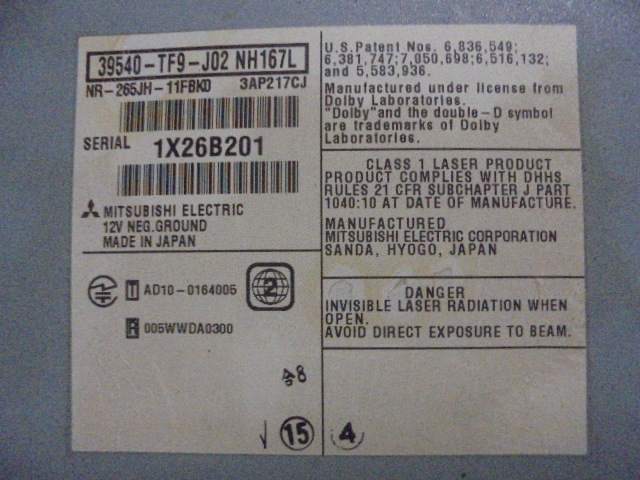 39540-TF9-J02 NH167L
NR-265JH-11FBK0 3AP217CJ
SERIAL 1X26B201
MITSUBISHI ELECTRIC
12V NEG.GROUND
MADE IN JAPAN
T AD10-0164005
2
R 005WWDA0300
8
15
U.S.Patent Nos. 6,836,549;
6,381,747;7,050,698;6,516,132;
and 5,583,936.
Manufactured under license from
Dolby Laboratories.
"Dolby" and the double-D symbol
are trademarks of Dolby
Laboratories.
CLASS 1 LASER PRODUCT
PRODUCT COMPLIES WITH DHHS
RULES 21 CFR SUBCHAPTER J PART
1040:10 AT DATE OF MANUFACTURE.
MANUFACTURED
MITSUBISHI ELECTRIC CORPORATION
SANDA, HYOGO, JAPAN
DANGER
INVISIBLE LASER RADIATION WHEN
OPEN.
AVOID DIRECT EXPOSURE TO BEAM.
4